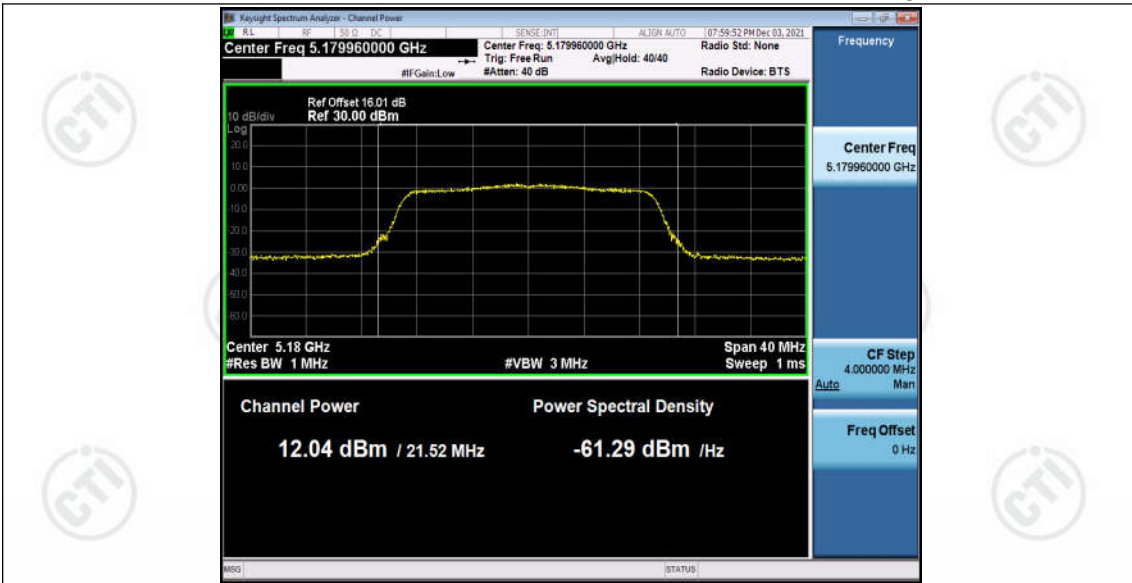 Keysight Spectrum Analyzer - Channel Power
RL RF 50 Ω DC SENSE:INT ALIGN AUTO 07:59:52 PM Dec 03, 2021
Center Freq 5.179960000 GHz
Center Freq: 5.179960000 GHz
Radio Std: None
Trig: Free Run Avg|Hold: 40/40
#IFGain:Low
#Atten: 40 dB
Radio Device: BTS
Frequency
Ref Offset 16.01 dB
10 dB/div Ref 30.00 dBm
Log
20.0
10.0
0.00
-10.0
-20.0
-30.0
-40.0
-50.0
-60.0
Center 5.18 GHz
Span 40 MHz
#Res BW 1 MHz
#VBW 3 MHz
Sweep 1 ms
Channel Power
Power Spectral Density
12.04 dBm / 21.52 MHz
-61.29 dBm /Hz
Center Freq
5.179960000 GHz
CF Step
4.000000 MHz
Auto Man
Freq Offset
0 Hz
MSG
STATUS
CTI
CTI
CTI
CTI